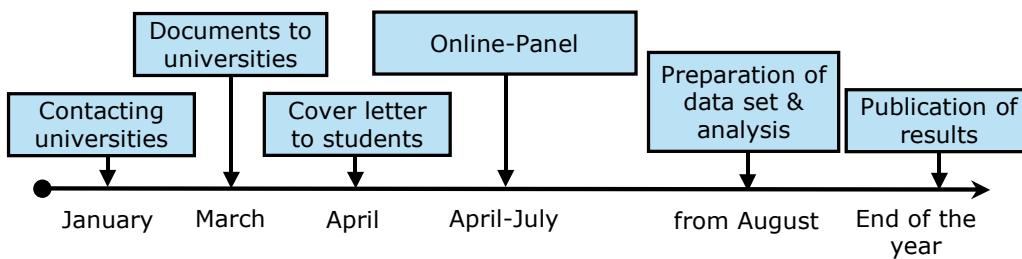 Documents to
universities
Online-Panel
Contacting
universities
Cover letter
to students
Preparation of
data set &
analysis
Publication of
results
January
March
April
April-July
from August
End of the
year